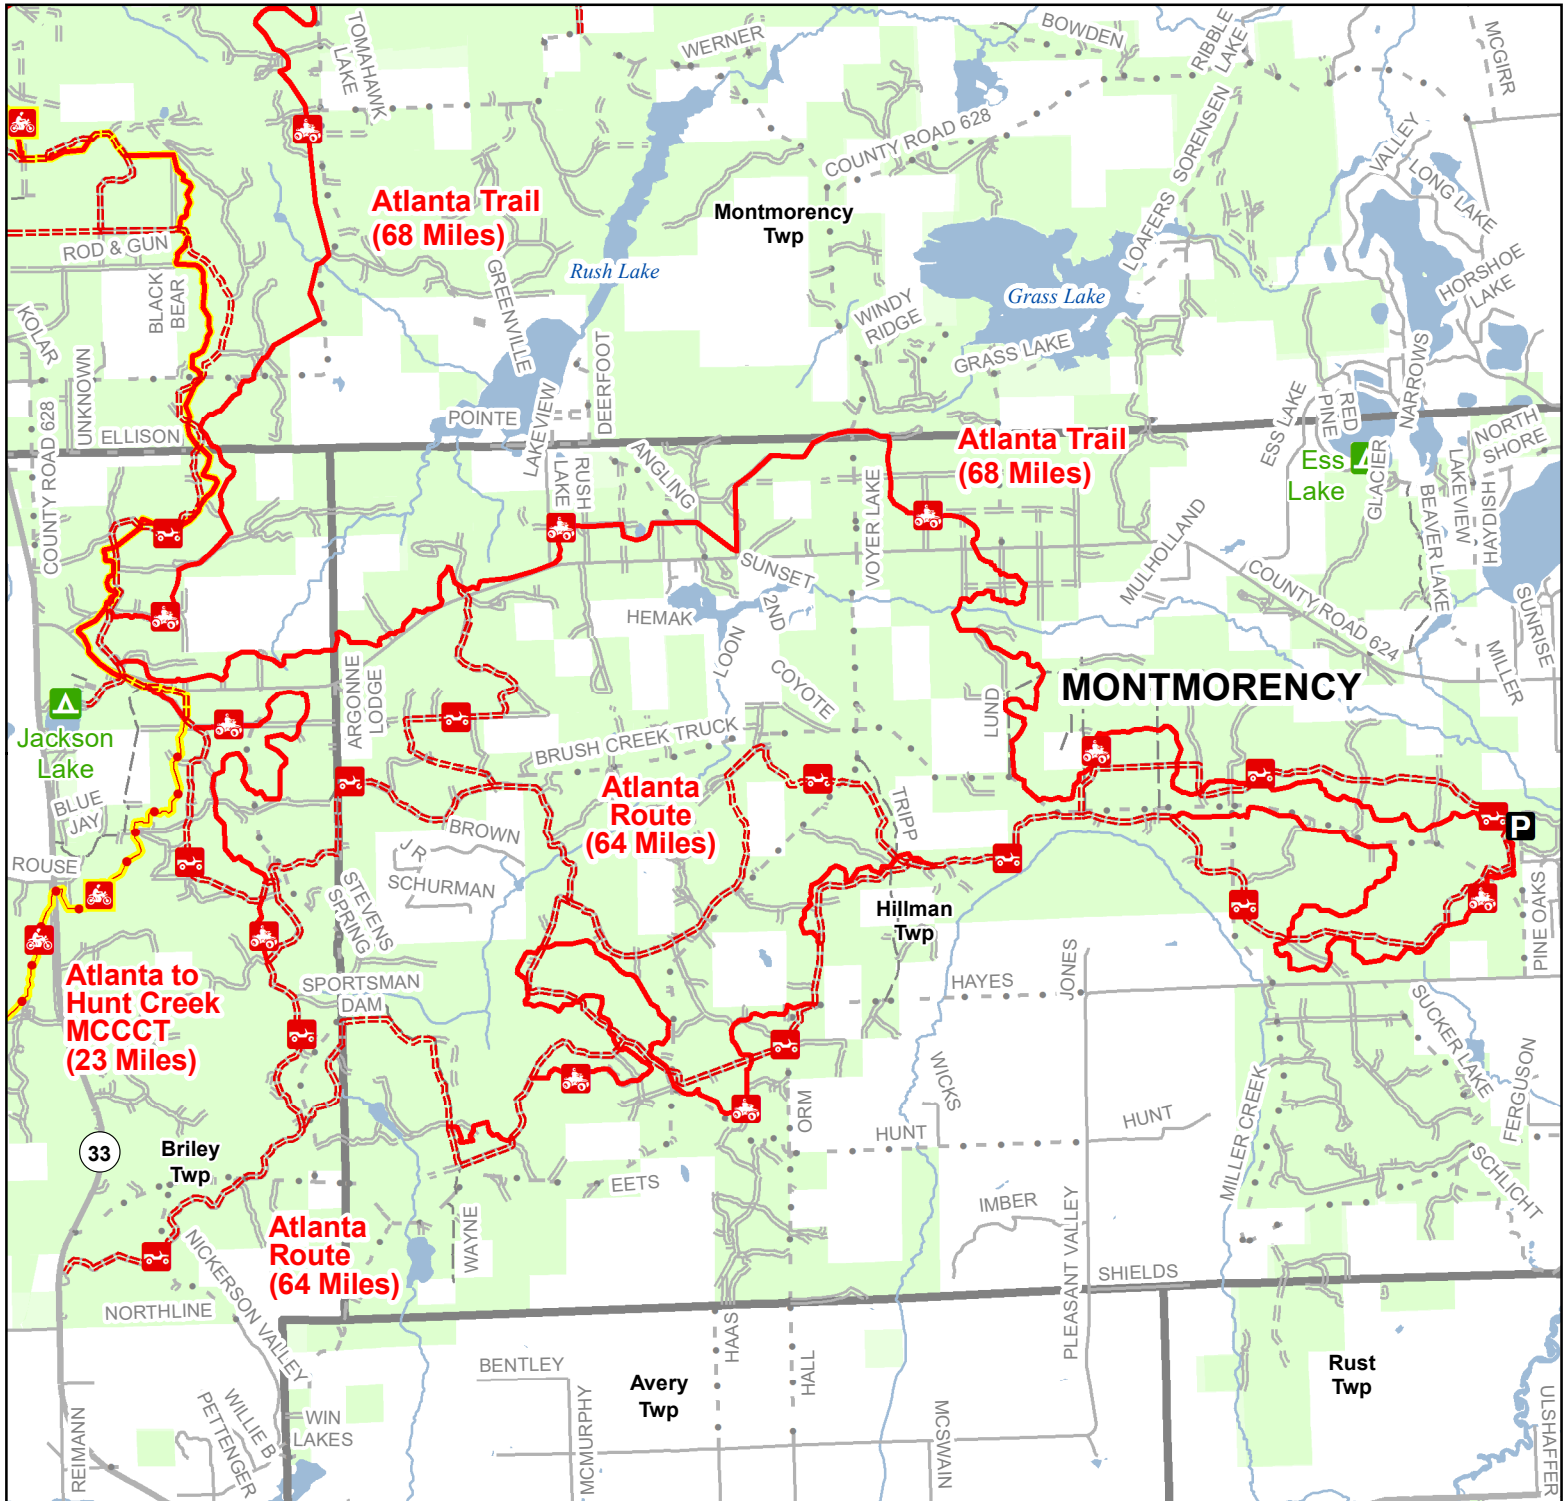 TOMAHAWK
LAKE
WERNER
BOWDEN
RIBBLE
LAKE
MCGIRR
COUNTY ROAD 628
SORENSEN
LOAFERS
VALLEY
LONG LAKE
Atlanta Trail
(68 Miles)
Montmorency
Twp
ROD & GUN
BLACK
BEAR
GREENVILLE
Rush Lake
Grass Lake
HORSHOE
LAKE
KOLAR
UNKNOWN
WINDY
RIDGE
GRASS LAKE
DEERFOOT
NARROWS
ESS LAKE
RED
PINE
COUNTY ROAD 628
ELLISON
POINTE
LAKEVIEW
Atlanta Trail
(68 Miles)
NORTH
SHORE
Ess
Lake
GLACIER
RUSH
LAKE
ANGLING
VOYER LAKE
BEAVER LAKE
LAKEVIEW
HAYDISH
MULHOLLAND
SUNSET
2ND
HEMAK
LOON
COUNTY ROAD 624
SUNRISE
MILLER
COYOTE
ARGONNE
LODGE
LUND
MONTMORENCY
Jackson
Lake
BRUSH CREEK TRUCK
Atlanta
Route
(64 Miles)
TRIPP
BLUE
JAY
BROWN
J R
SCHURMAN
P
ROUSE
STEVENS
SPRING
Hillman
Twp
PINE OAKS
Atlanta to
Hunt Creek
MCCCT
(23 Miles)
SPORTSMAN
DAM
HAYES
JONES
SUCKER LAKE
WICKS
ORM
HUNT
HUNT
MILLER CREEK
FERGUSON
33
Briley
Twp
EETS
SCHLICHT
IMBER
PLEASANT VALLEY
Atlanta
Route
(64 Miles)
WAYNE
NICKERSON VALLEY
NORTHLINE
SHIELDS
HAAS
HALL
BENTLEY
Avery
Twp
Rust
Twp
MCMURPHY
MCSWAIN
ULSHAFFER
REIMANN
WILLIE B
PETTENGER
WIN
LAKES